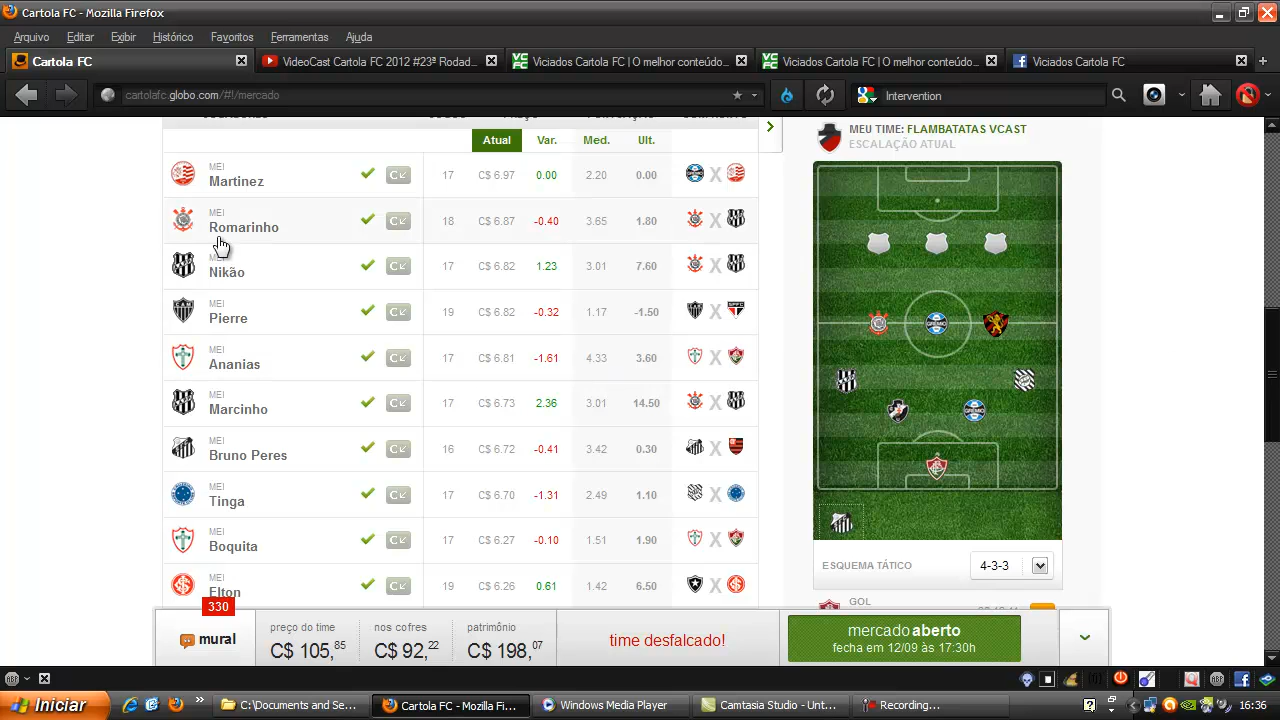 Cartola FC - Mozilla Firefox
Arquivo Editar Exibir Histórico Favoritos Ferramentas Ajuda
Cartola FC
VideoCast Cartola FC 2012 #23ª Rodad...
Viciados Cartola FC | O melhor conteúdo...
Viciados Cartola FC | O melhor conteúdo...
Viciados Cartola FC
cartolafc.globo.com/#!/mercado
Intervention
Atual Var. Med. Ult.
MEI
Martinez 17 C$ 6.97 0.00 2.20 0.00 X
MEI
Romarinho 18 C$ 6.87 -0.40 3.65 1.80 X
MEI
Nikão 17 C$ 6.82 1.23 3.01 7.60 X
MEI
Pierre 19 C$ 6.82 -0.32 1.17 -1.50 X
MEI
Ananias 17 C$ 6.81 -1.61 4.33 3.60 X
MEI
Marcinho 17 C$ 6.73 2.36 3.01 14.50 X
MEI
Bruno Peres 16 C$ 6.72 -0.41 3.42 0.30 X
MEI
Tinga 17 C$ 6.70 -1.31 2.49 1.10 X
MEI
Boquita 17 C$ 6.27 -0.10 1.51 1.90 X
MEI
Elton 19 C$ 6.26 0.61 1.42 6.50 X
MEU TIME: FLAMBATATAS VCAST
ESCALAÇÃO ATUAL
ESQUEMA TÁTICO 4-3-3
GOL
330
mural
preço do time
C$ 105,85
nos cofres
C$ 92,22
patrimônio
C$ 198,07
time desfalcado!
mercado aberto
fecha em 12/09 às 17:30h
Iniciar
C:\Documents and Se...
Cartola FC - Mozilla Fi...
Windows Media Player
Camtasia Studio - Unt...
Recording...
16:36